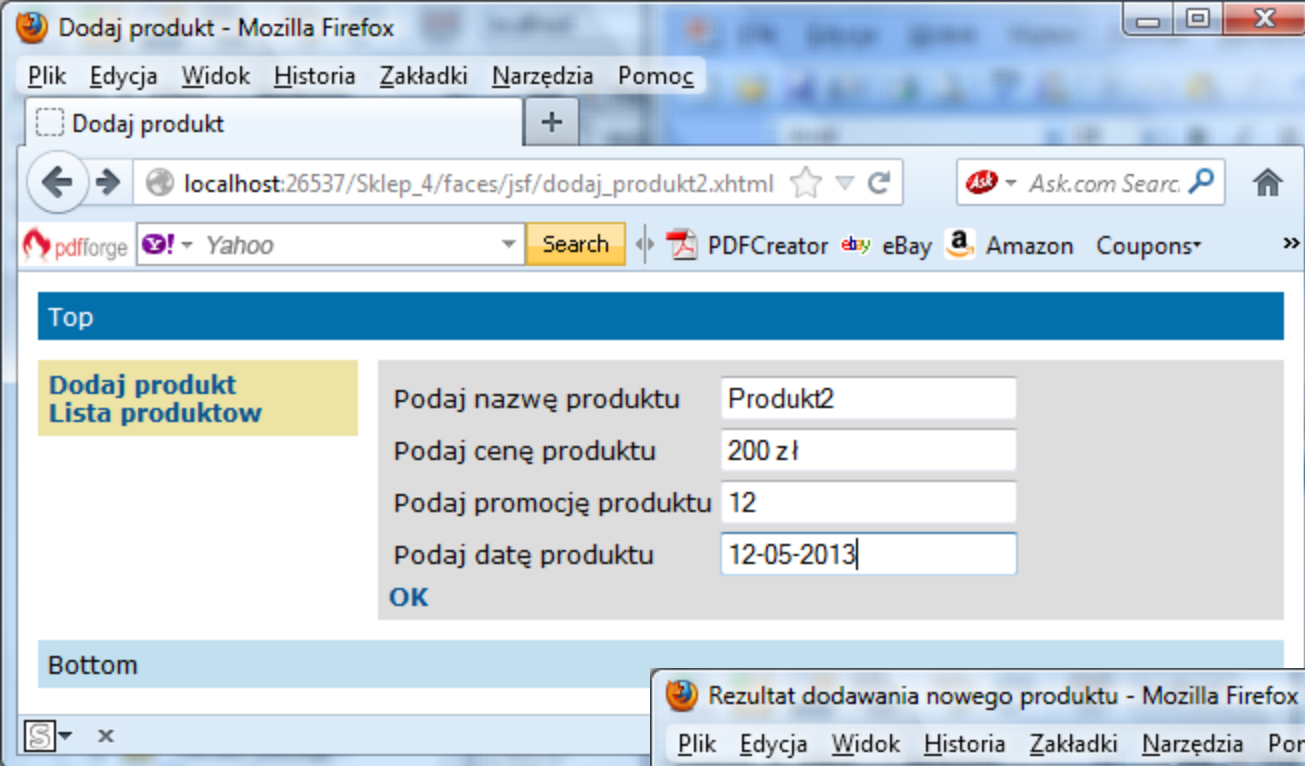 Dodaj produkt - Mozilla Firefox
Plik Edycja Widok Historia Zakładki Narzędzia Pomoc
Dodaj produkt +
localhost:26537/Sklep_4/faces/jsf/dodaj_produkt2.xhtml Ask Ask.com Searc
pdfforge Y! Yahoo Search PDFCreator ebay eBay a Amazon Coupons »
Top
Dodaj produkt
Lista produktow
Podaj nazwę produktu Produkt2
Podaj cenę produktu 200 zł
Podaj promocję produktu 12
Podaj datę produktu 12-05-2013
OK
Bottom
Rezultat dodawania nowego produktu - Mozilla Firefox
S x
Plik Edycja Widok Historia Zakładki Narzędzia Por